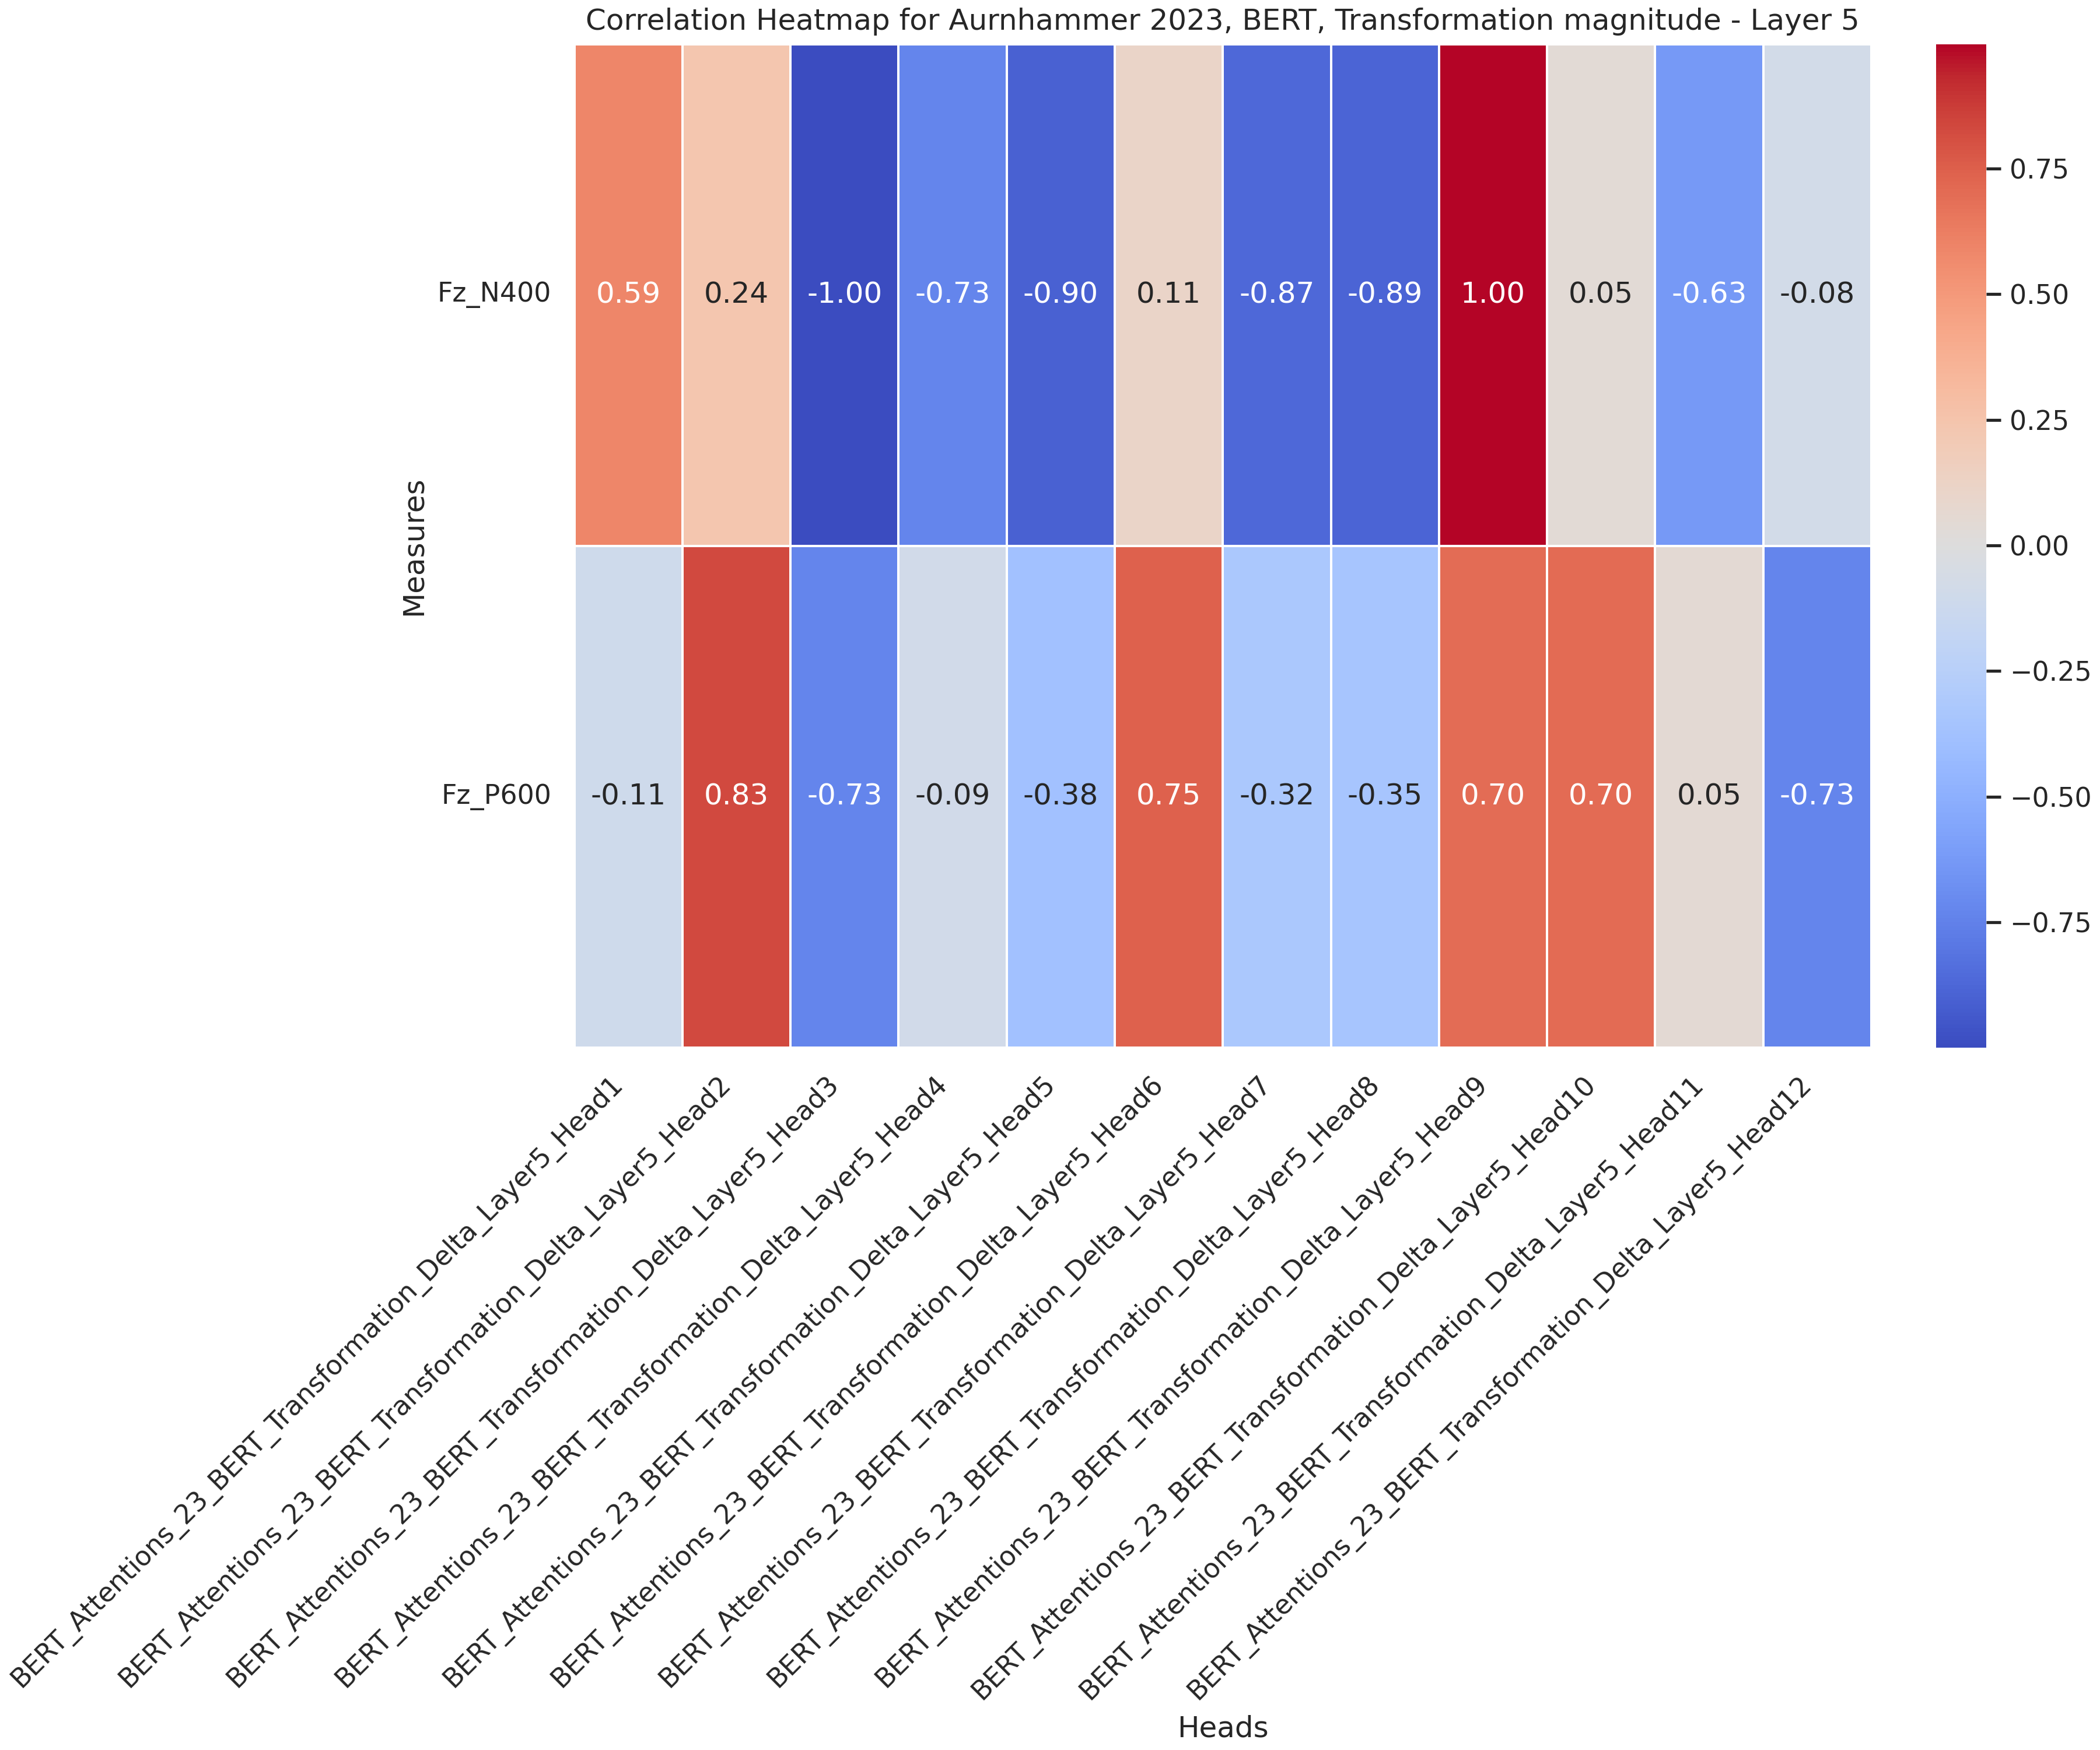 Correlation Heatmap for Aurnhammer 2023, BERT, Transformation magnitude - Layer 5
Measures
Fz_N400
0.59 0.24 -1.00 -0.73 -0.90 0.11 -0.87 -0.89 1.00 0.05 -0.63 -0.08
Fz_P600
-0.11 0.83 -0.73 -0.09 -0.38 0.75 -0.32 -0.35 0.70 0.70 0.05 -0.73
BERT_Attentions_23_BERT_Transformation_Delta_Layer5_Head1
BERT_Attentions_23_BERT_Transformation_Delta_Layer5_Head2
BERT_Attentions_23_BERT_Transformation_Delta_Layer5_Head3
BERT_Attentions_23_BERT_Transformation_Delta_Layer5_Head4
BERT_Attentions_23_BERT_Transformation_Delta_Layer5_Head5
BERT_Attentions_23_BERT_Transformation_Delta_Layer5_Head6
BERT_Attentions_23_BERT_Transformation_Delta_Layer5_Head7
BERT_Attentions_23_BERT_Transformation_Delta_Layer5_Head8
BERT_Attentions_23_BERT_Transformation_Delta_Layer5_Head9
BERT_Attentions_23_BERT_Transformation_Delta_Layer5_Head10
BERT_Attentions_23_BERT_Transformation_Delta_Layer5_Head11
BERT_Attentions_23_BERT_Transformation_Delta_Layer5_Head12
Heads
0.75
0.50
0.25
0.00
−0.25
−0.50
−0.75